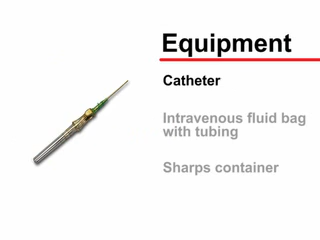 Equipment
Catheter
Intravenous fluid bag
with tubing
Sharps container